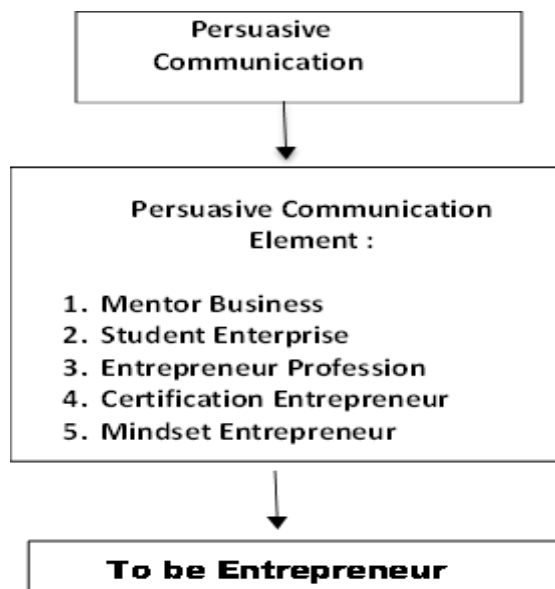 Persuasive
Communication
Persuasive Communication
Element :
1. Mentor Business
2. Student Enterprise
3. Entrepreneur Profession
4. Certification Entrepreneur
5. Mindset Entrepreneur
To be Entrepreneur